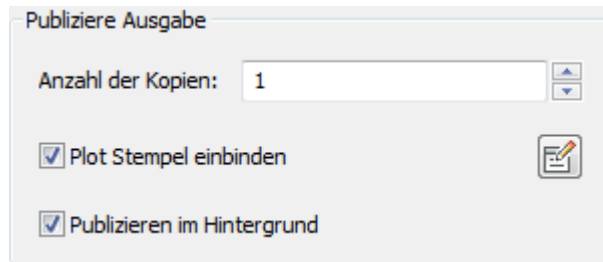 Publiziere Ausgabe
Anzahl der Kopien: 1
Plot Stempel einbinden
Publizieren im Hintergrund